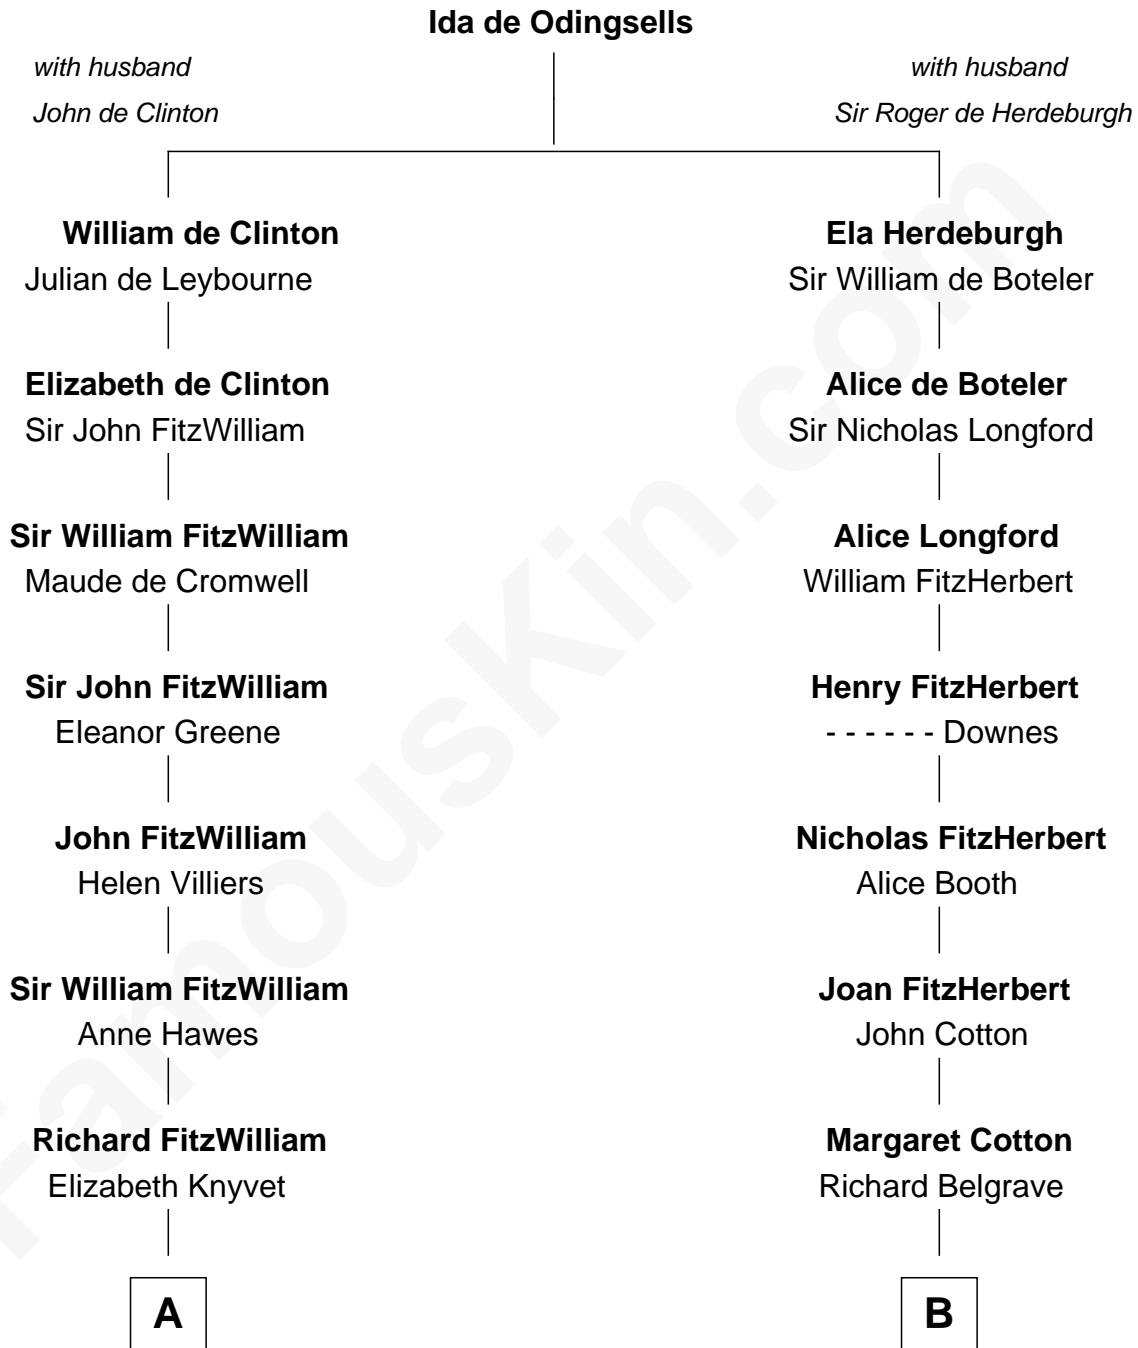 Ida de Odingsells
with husband
John de Clinton
with husband
Sir Roger de Herdeburgh
William de Clinton
Julian de Leybourne
Ela Herdeburgh
Sir William de Boteler
Elizabeth de Clinton
Sir John FitzWilliam
Alice de Boteler
Sir Nicholas Longford
Sir William FitzWilliam
Maude de Cromwell
Alice Longford
William FitzHerbert
Sir John FitzWilliam
Eleanor Greene
Henry FitzHerbert
- - - - - - Downes
John FitzWilliam
Helen Villiers
Nicholas FitzHerbert
Alice Booth
Sir William FitzWilliam
Anne Hawes
Joan FitzHerbert
John Cotton
Richard FitzWilliam
Elizabeth Knyvet
Margaret Cotton
Richard Belgrave
A
B
FamousKin.com